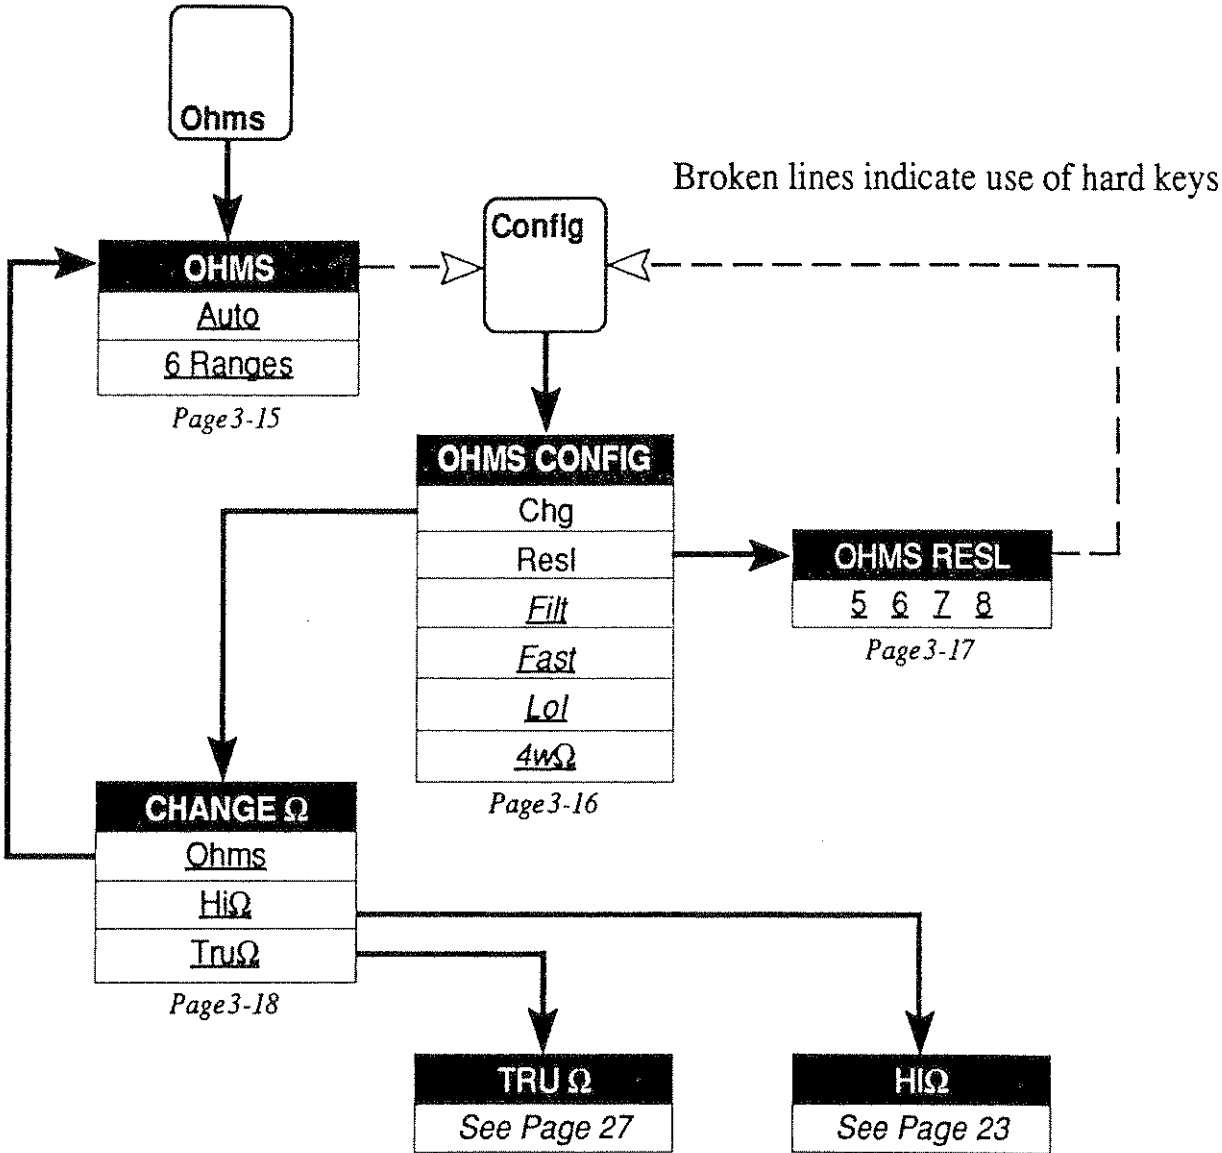 Ohms
Broken lines indicate use of hard keys
Config
OHMS
Auto
6 Ranges
Page 3-15
OHMS CONFIG
Chg
Resl
Filt
Fast
LoI
4wΩ
Page 3-16
OHMS RESL
5 6 7 8
Page 3-17
CHANGE Ω
Ohms
HiΩ
TruΩ
Page 3-18
TRU Ω
See Page 27
HIΩ
See Page 23